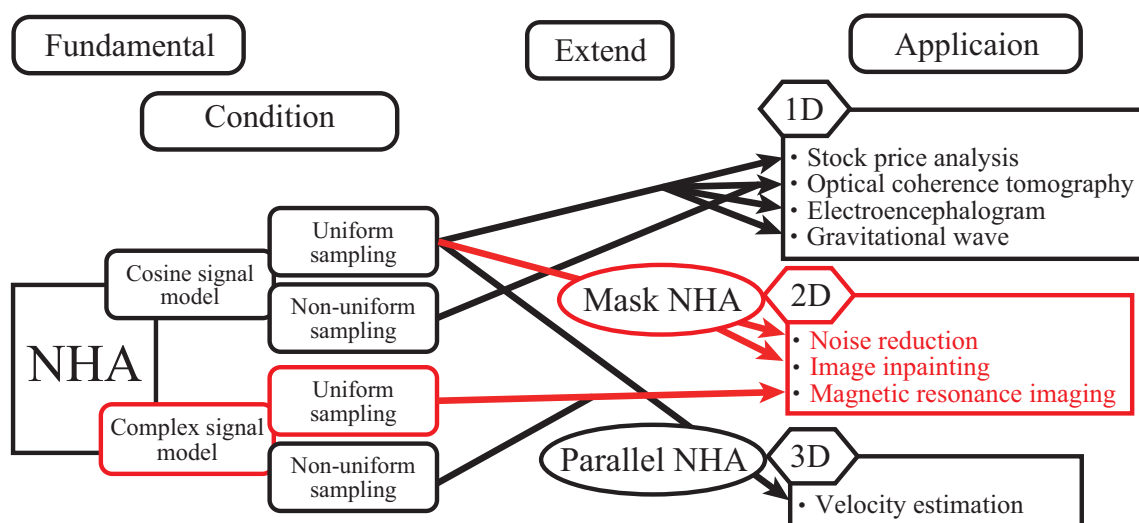 Fundamental
Extend
Applicaion
Condition
1D
· Stock price analysis
· Optical coherence tomography
· Electroencephalogram
· Gravitational wave
Uniform
sampling
Cosine signal
model
Non-uniform
sampling
Mask NHA
2D
· Noise reduction
· Image inpainting
· Magnetic resonance imaging
NHA
Uniform
sampling
Complex signal
model
Non-uniform
sampling
Parallel NHA
3D
· Velocity estimation